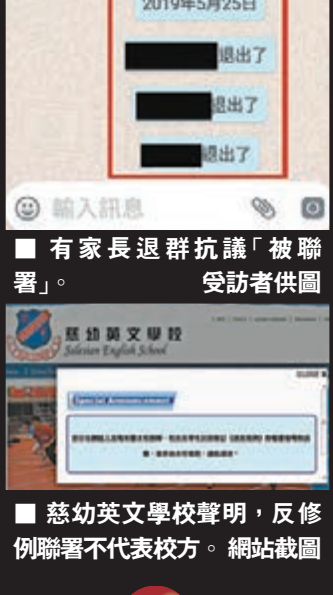 2019年5月25日
退出了
退出了
退出了
輸入訊息
■ 有家長退群抗議「被聯
署」。 受訪者供圖
慈幼英文學校
Salesian English School
Special Announcement
■ 慈幼英文學校聲明，反修
例聯署不代表校方。 網站截圖